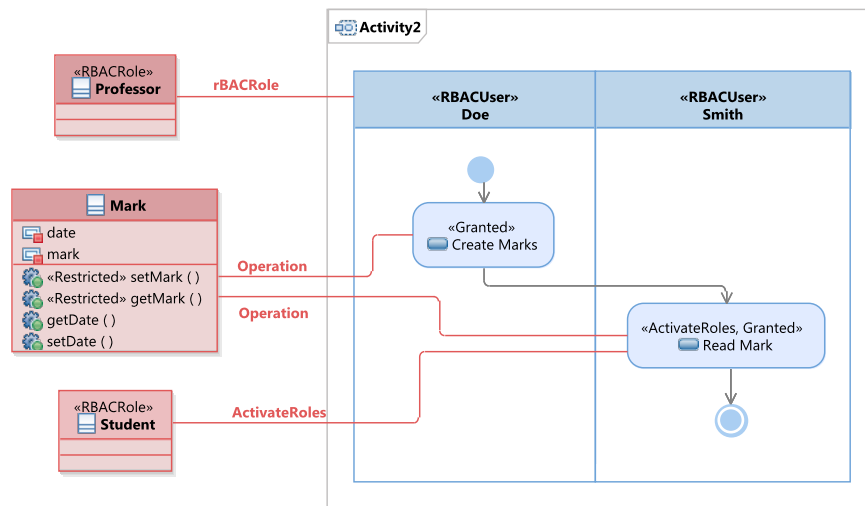 Activity2
«RBACRole»
Professor
rBACRole
«RBACUser»
Doe
«RBACUser»
Smith
Mark
date
mark
«Restricted» setMark ( )
«Restricted» getMark ( )
getDate ( )
setDate ( )
Operation
Operation
«Granted»
Create Marks
«ActivateRoles, Granted»
Read Mark
«RBACRole»
Student
ActivateRoles